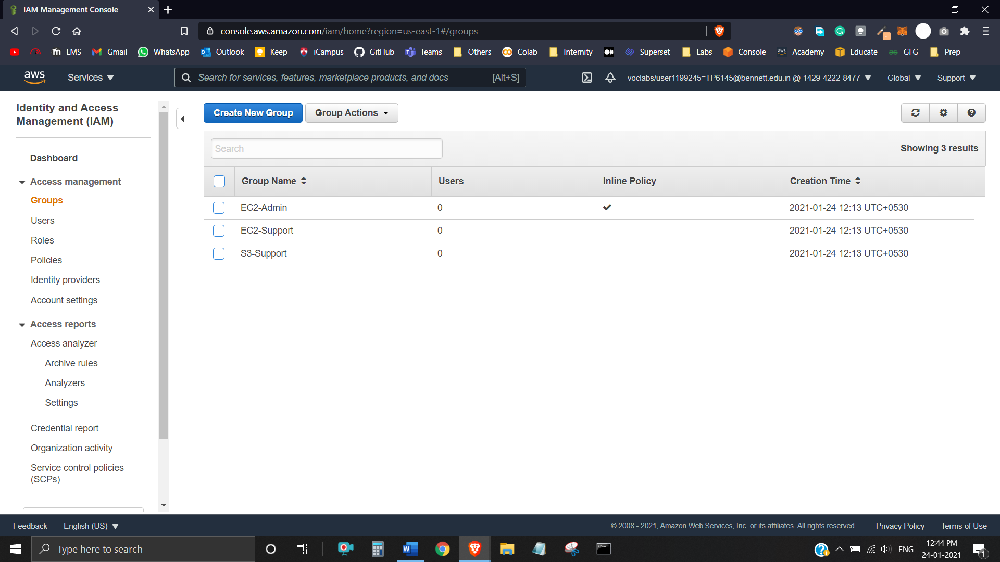 IAM Management Console
console.aws.amazon.com/iam/home?region=us-east-1#/groups
LMS Gmail WhatsApp Outlook Keep iCampus GitHub Teams Others Colab Internity Superset Labs Console aws Academy Educate GFG Prep
aws Services Search for services, features, marketplace products, and docs [Alt+S] voclabs/user1199245=TP6145@bennett.edu.in @ 1429-4222-8477 Global Support
Identity and Access
Management (IAM)
Dashboard
Access management
Groups
Users
Roles
Policies
Identity providers
Account settings
Access reports
Access analyzer
Archive rules
Analyzers
Settings
Credential report
Organization activity
Service control policies
(SCPs)
Create New Group Group Actions
Search
Showing 3 results
Group Name Users Inline Policy Creation Time
EC2-Admin 0 2021-01-24 12:13 UTC+0530
EC2-Support 0 2021-01-24 12:13 UTC+0530
S3-Support 0 2021-01-24 12:13 UTC+0530
Feedback English (US) © 2008 - 2021, Amazon Web Services, Inc. or its affiliates. All rights reserved. Privacy Policy Terms of Use
Type here to search
ENG
12:44 PM
24-01-2021
1